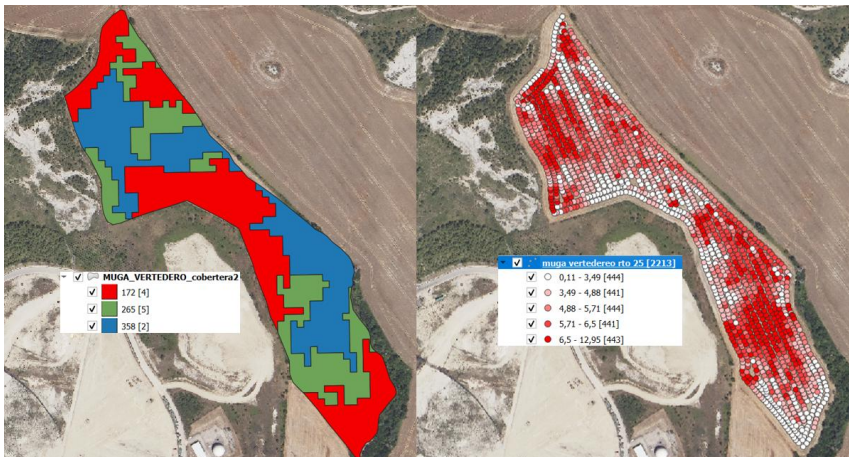 MUGA_VERTEDERO_cobertera2
172 [4]
265 [5]
358 [2]
muga vertedereo rto 25 [2213]
0,11 - 3,49 [444]
3,49 - 4,88 [441]
4,88 - 5,71 [444]
5,71 - 6,5 [441]
6,5 - 12,95 [443]